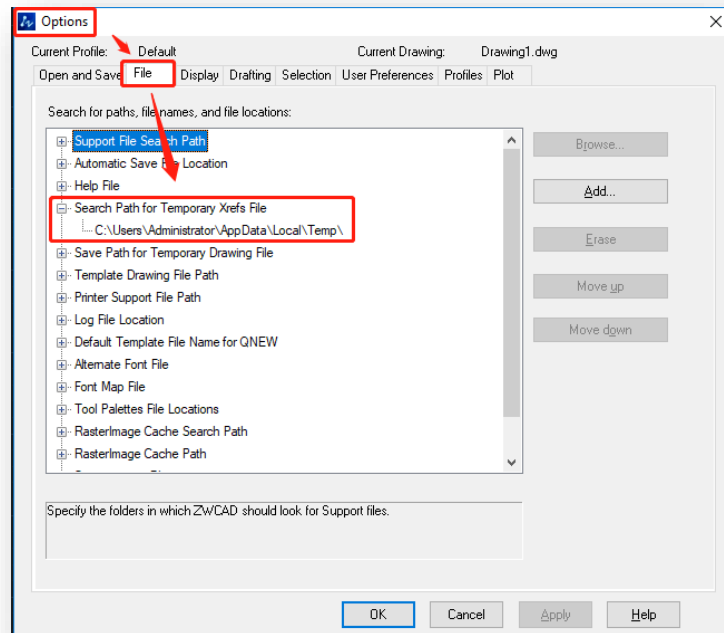 Options
Current Profile: Default Current Drawing: Drawing1.dwg
Open and Save File Display Drafting Selection User Preferences Profiles Plot
Search for paths, file names, and file locations:
Support File Search Path
Automatic Save File Location
Help File
Search Path for Temporary Xrefs File
C:\Users\Administrator\AppData\Local\Temp\
Save Path for Temporary Drawing File
Template Drawing File Path
Printer Support File Path
Log File Location
Default Template File Name for QNEW
Alternate Font File
Font Map File
Tool Palettes File Locations
RasterImage Cache Search Path
RasterImage Cache Path
Browse...
Add...
Erase
Move up
Move down
Specify the folders in which ZWCAD should look for Support files.
OK Cancel Apply Help